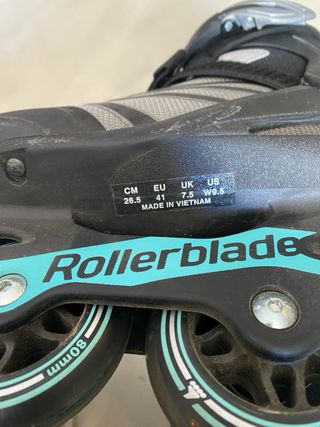 CM EU UK US
26.5 41 7.5 W9.5
MADE IN VIETNAM
Rollerblade
80mm